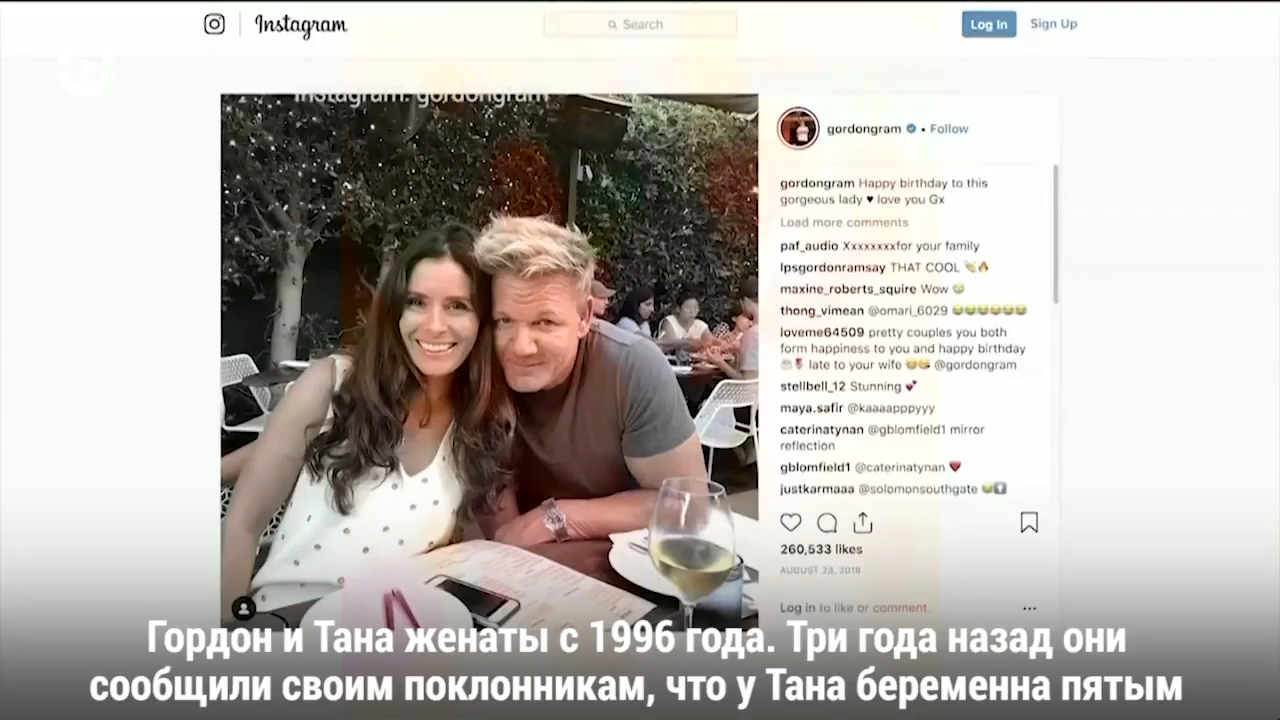 Instagram
Search
Log In
Sign Up
Instagram: gordongram
gordongram • Follow
gordongram Happy birthday to this
gorgeous lady ♥ love you Gx
Load more comments
paf_audio Xxxxxxxxfor your family
lpsgordonramsay THAT COOL 👏🔥
maxine_roberts_squire Wow 😂
thong_vimean @omari_6029 😂😂😂😂😂😂
loveme64509 pretty couples you both
form happiness to you and happy birthday
🎂🌹 late to your wife 😄😘 @gordongram
stellbell_12 Stunning 💕
maya.safir @kaaaapppyyy
caterinatynan @gblomfield1 mirror
reflection
gblomfield1 @caterinatynan ❤
justkarmaaa @solomonsouthgate 😂⬆
260,533 likes
AUGUST 23, 2018
Log in to like or comment.
Гордон и Тана женаты с 1996 года. Три года назад они
сообщили своим поклонникам, что у Тана беременна пятым